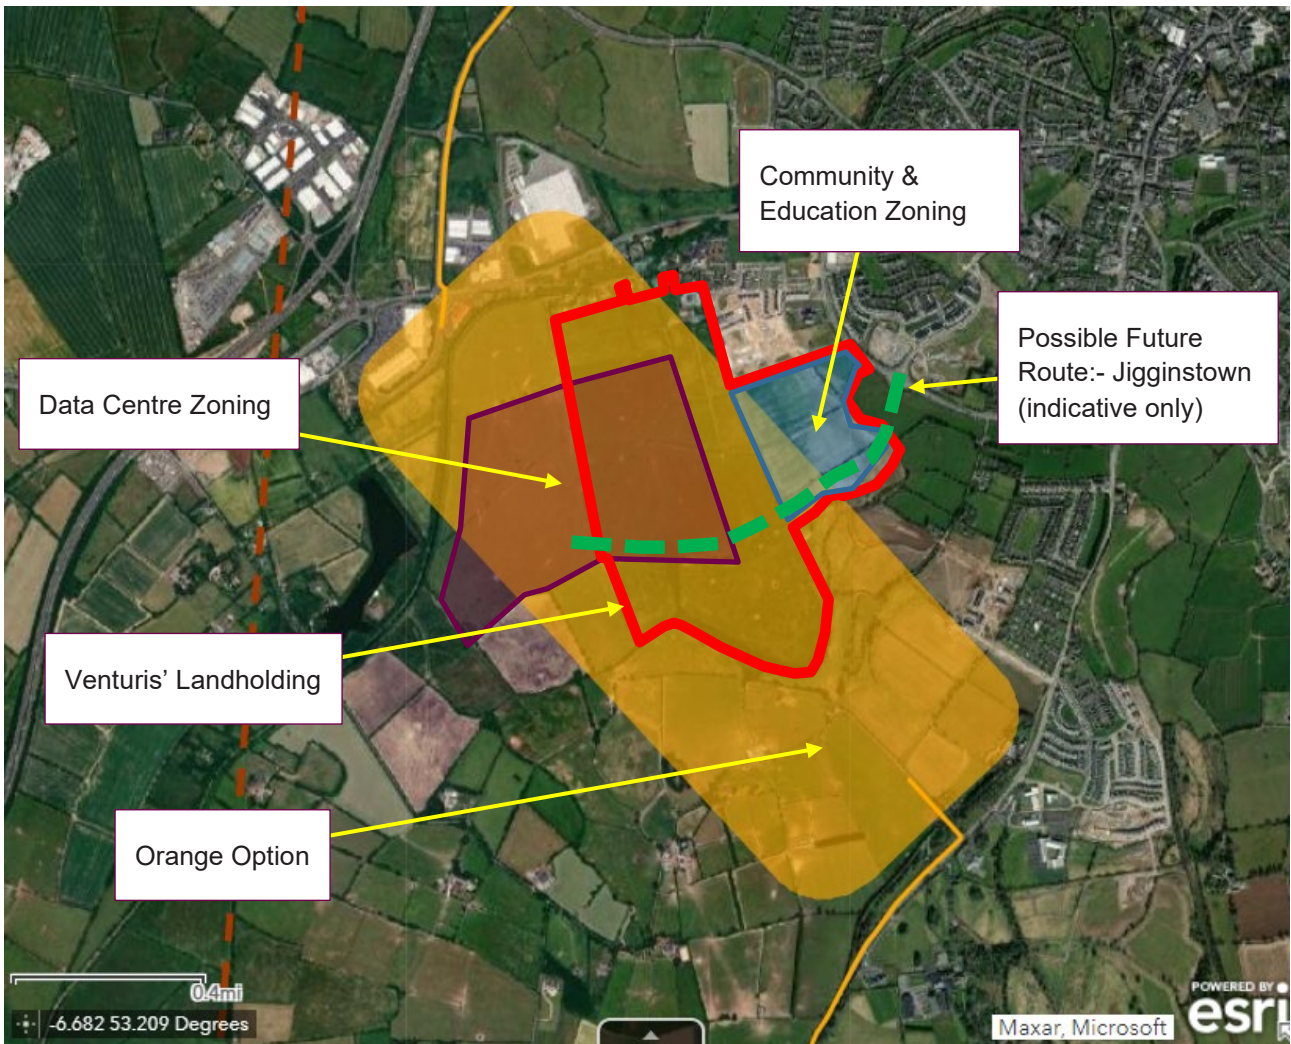 Community &
Education Zoning
Possible Future
Route:- Jigginstown
(indicative only)
Data Centre Zoning
Venturis’ Landholding
Orange Option
0.4mi
-6.682 53.209 Degrees
Maxar, Microsoft
POWERED BY
esri